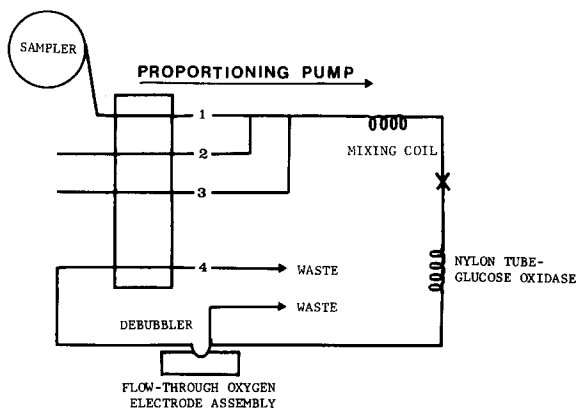 SAMPLER
PROPORTIONING PUMP
1
2
3
4
MIXING COIL
NYLON TUBE-
GLUCOSE OXIDASE
WASTE
WASTE
DEBUBBLER
FLOW-THROUGH OXYGEN
ELECTRODE ASSEMBLY